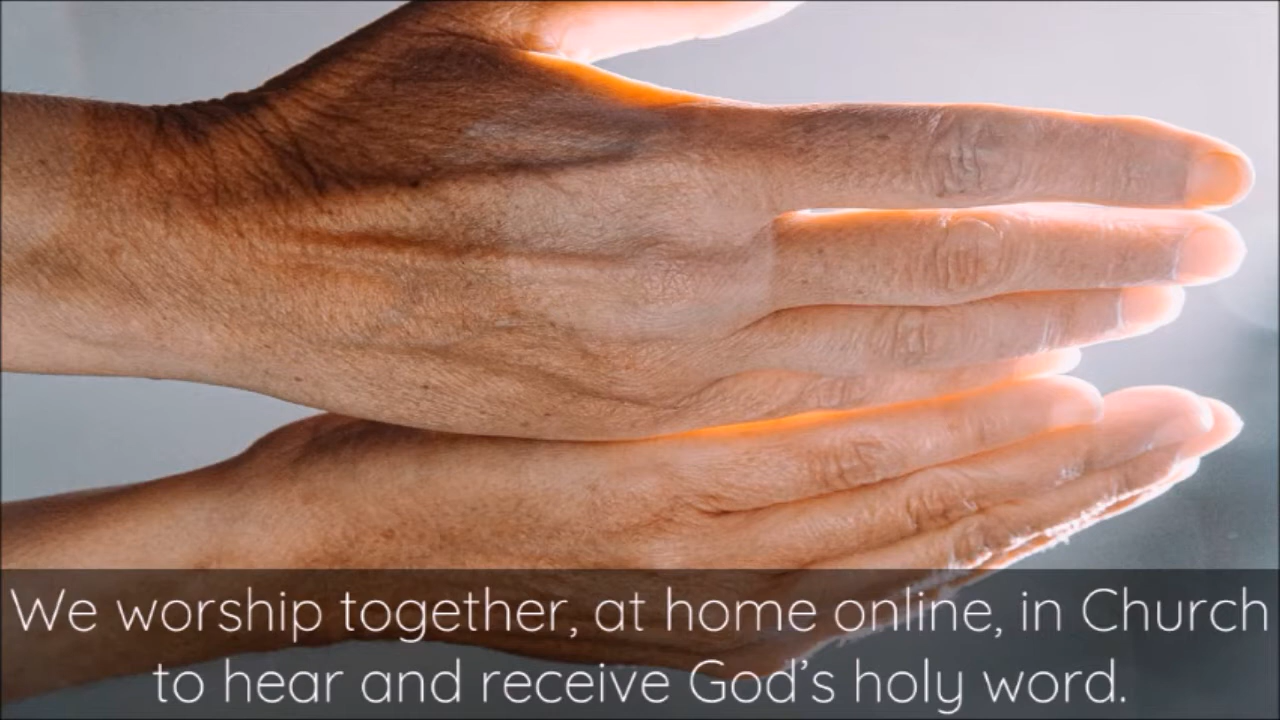 We worship together, at home online, in Church
to hear and receive God’s holy word.